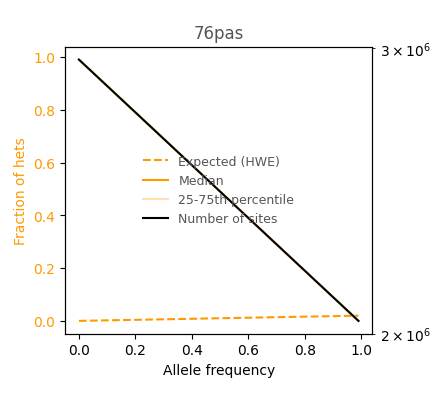 76pas
1.0
0.8
0.6
0.4
0.2
0.0
Fraction of hets
3 × 10⁶
2 × 10⁶
Expected (HWE)
Median
25-75th percentile
Number of sites
0.0 0.2 0.4 0.6 0.8 1.0
Allele frequency